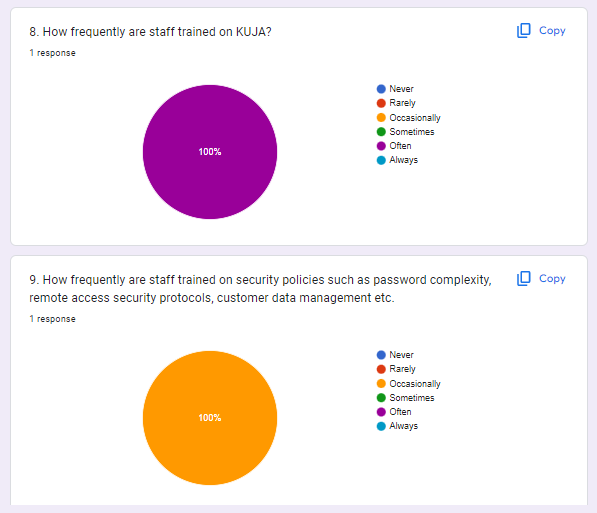 8. How frequently are staff trained on KUJA?
Copy
1 response
100%
Never
Rarely
Occasionally
Sometimes
Often
Always
9. How frequently are staff trained on security policies such as password complexity,
remote access security protocols, customer data management etc.
Copy
1 response
100%
Never
Rarely
Occasionally
Sometimes
Often
Always